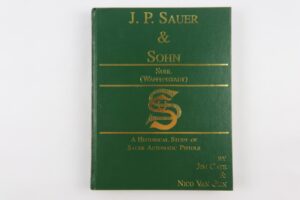 J. P. SAUER
&
SOHN
SUHL
(WAFFENSTADT)
S S
A HISTORICAL STUDY OF
SAUER AUTOMATIC PISTOLS
BY
JIM CATE
&
NICO VAN GIJN